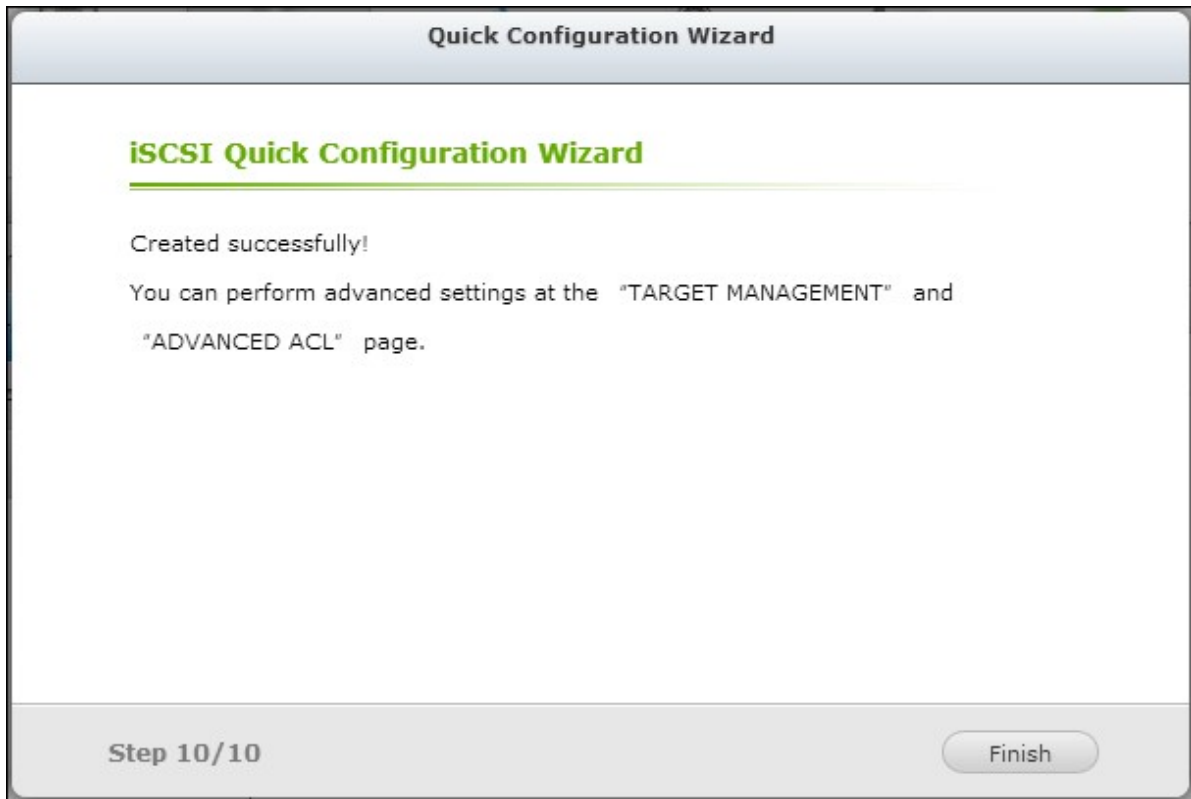 Quick Configuration Wizard
iSCSI Quick Configuration Wizard
Created successfully!
You can perform advanced settings at the "TARGET MANAGEMENT" and
"ADVANCED ACL" page.
Step 10/10
Finish